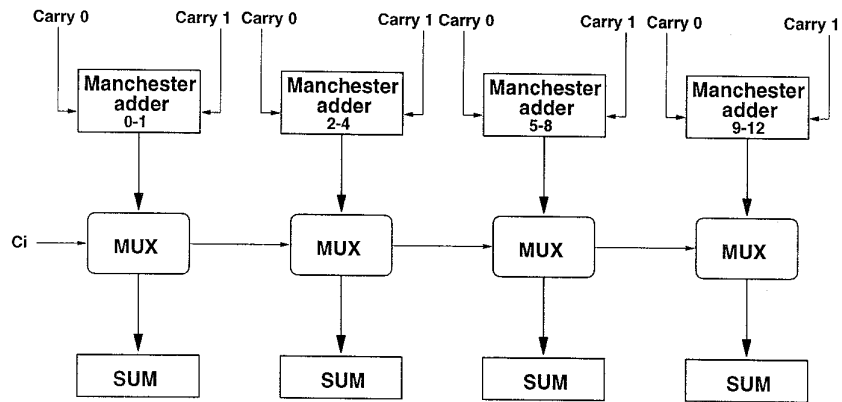 Carry 0 Carry 1 Carry 0 Carry 1 Carry 0 Carry 1 Carry 0 Carry 1
Manchester adder 0-1
Manchester adder 2-4
Manchester adder 5-8
Manchester adder 9-12
Ci MUX MUX MUX MUX
SUM SUM SUM SUM